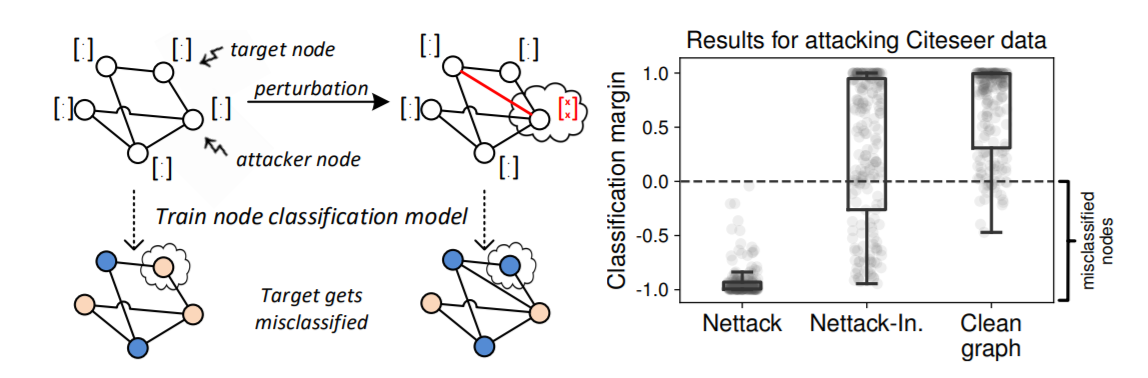 [:]
[:]
target node
[:]
[:]
perturbation
attacker node
[:]
[:]
[:]
[:]
[x
x]
[:]
Train node classification model
Target gets
misclassified
Results for attacking Citeseer data
Classification margin
1.0
0.5
0.0
-0.5
-1.0
Nettack
Nettack-In.
Clean
graph
misclassified
nodes